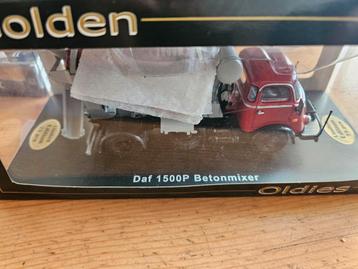 Golden
Daf 1500P Betonmixer
Oldies